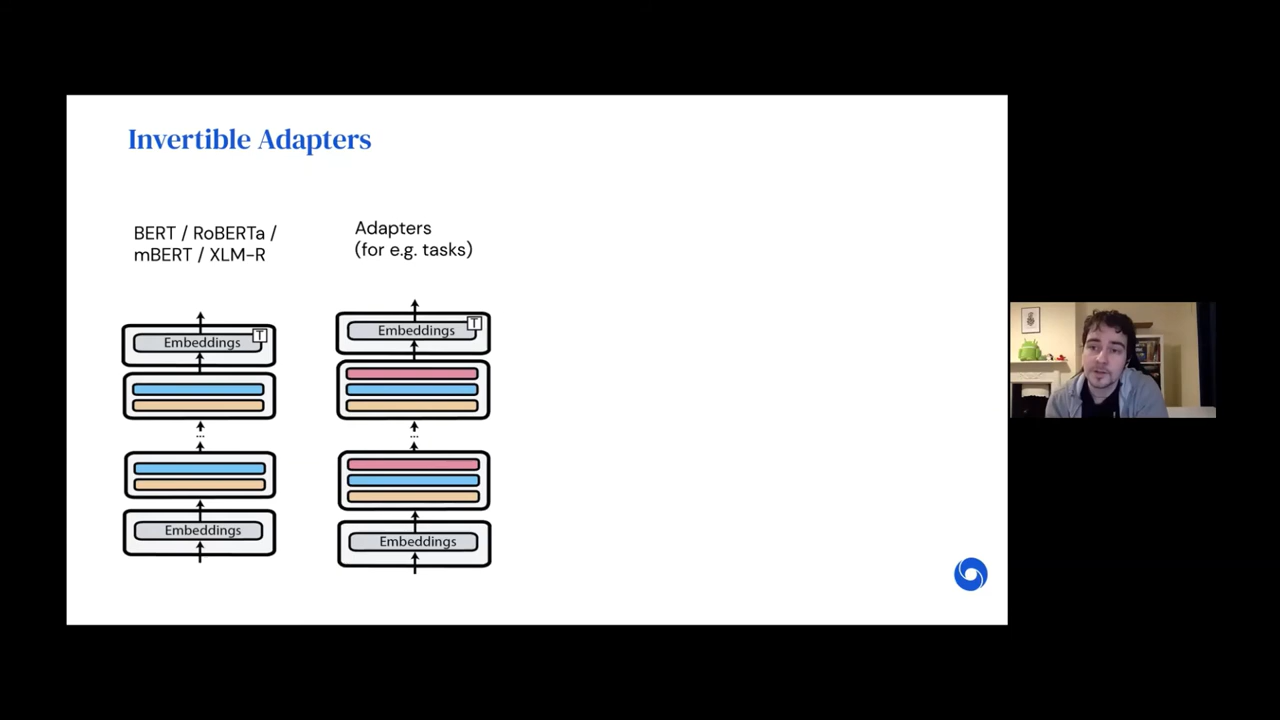 Invertible Adapters
BERT / RoBERTa /
mBERT / XLM-R
Adapters
(for e.g. tasks)
Embeddings
T
...
Embeddings
Embeddings
T
...
Embeddings